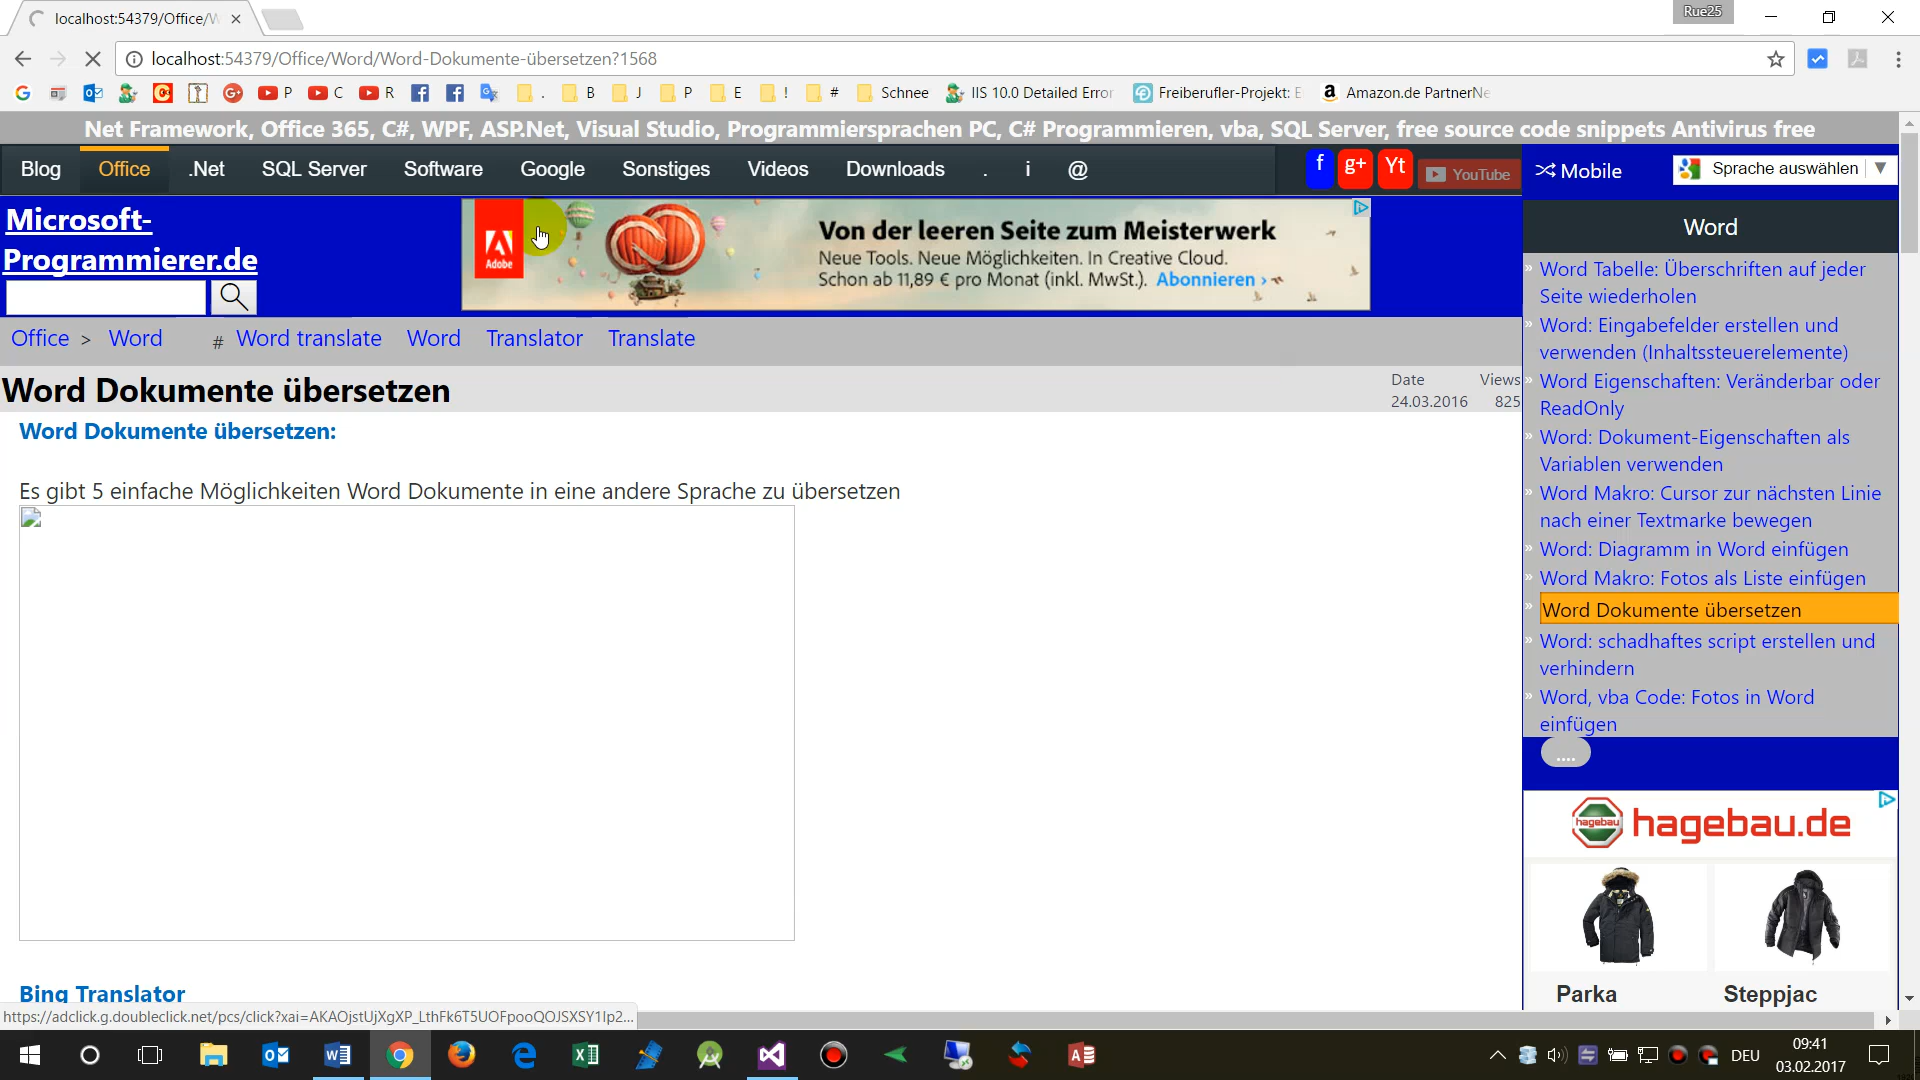 localhost:54379/Office/W
Rue25
localhost:54379/Office/Word/Word-Dokumente-übersetzen?1568
P C R . B J P E ! # Schnee IIS 10.0 Detailed Error Freiberufler-Projekt: E Amazon.de PartnerNe
Net Framework, Office 365, C#, WPF, ASP.Net, Visual Studio, Programmiersprachen PC, C# Programmieren, vba, SQL Server, free source code snippets Antivirus free
Blog Office .Net SQL Server Software Google Sonstiges Videos Downloads . i @
f g+ Yt YouTube
Mobile
Sprache auswählen
Microsoft-
Programmierer.de
Adobe
Von der leeren Seite zum Meisterwerk
Neue Tools. Neue Möglichkeiten. In Creative Cloud.
Schon ab 11,89 € pro Monat (inkl. MwSt.). Abonnieren ›
Office > Word # Word translate Word Translator Translate
Word Dokumente übersetzen
Date Views
24.03.2016 825
Word Dokumente übersetzen:
Es gibt 5 einfache Möglichkeiten Word Dokumente in eine andere Sprache zu übersetzen
Bing Translator
https://adclick.g.doubleclick.net/pcs/click?xai=AKAOjstUjXgXP_LthFk6T5UOFpooQOJSXSY1Ip2...
Word
» Word Tabelle: Überschriften auf jeder
Seite wiederholen
» Word: Eingabefelder erstellen und
verwenden (Inhaltssteuerelemente)
» Word Eigenschaften: Veränderbar oder
ReadOnly
» Word: Dokument-Eigenschaften als
Variablen verwenden
» Word Makro: Cursor zur nächsten Linie
nach einer Textmarke bewegen
» Word: Diagramm in Word einfügen
» Word Makro: Fotos als Liste einfügen
» Word Dokumente übersetzen
» Word: schadhaftes script erstellen und
verhindern
» Word, vba Code: Fotos in Word
einfügen
....
hagebau hagebau.de
Parka Steppjac
DEU
09:41
03.02.2017